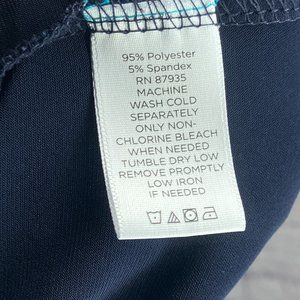 95% Polyester
5% Spandex
RN 87935
MACHINE
WASH COLD
SEPARATELY
ONLY NON-
CHLORINE BLEACH
WHEN NEEDED
TUMBLE DRY LOW
REMOVE PROMPTLY
LOW IRON
IF NEEDED